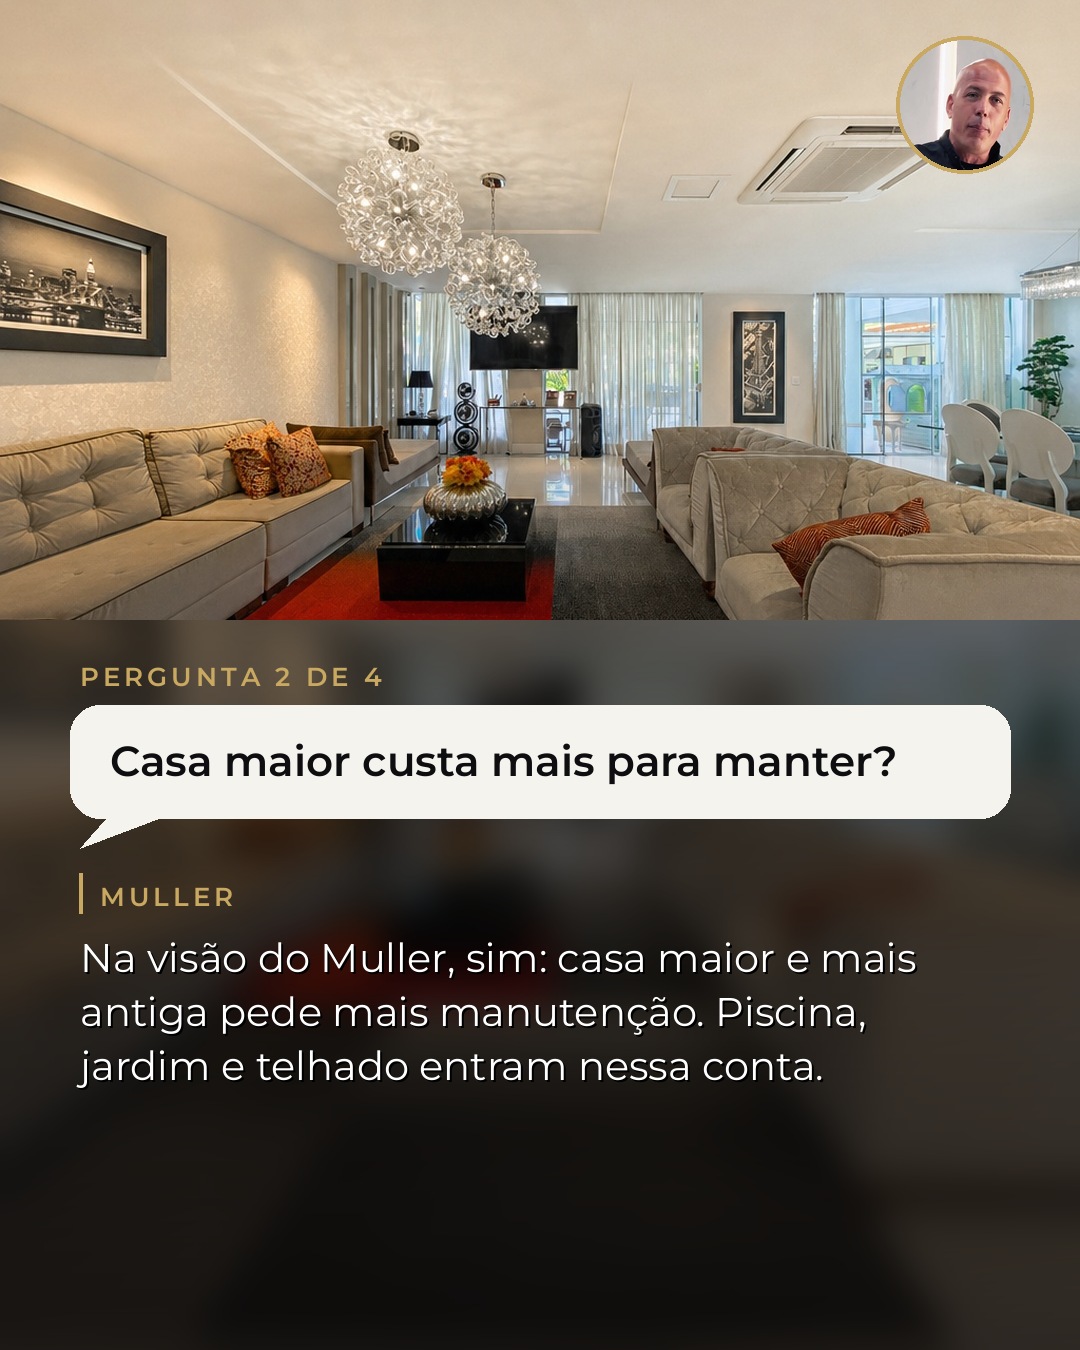 PERGUNTA 2 DE 4
Casa maior custa mais para manter?
MULLER
Na visão do Muller, sim: casa maior e mais
antiga pede mais manutenção. Piscina,
jardim e telhado entram nessa conta.